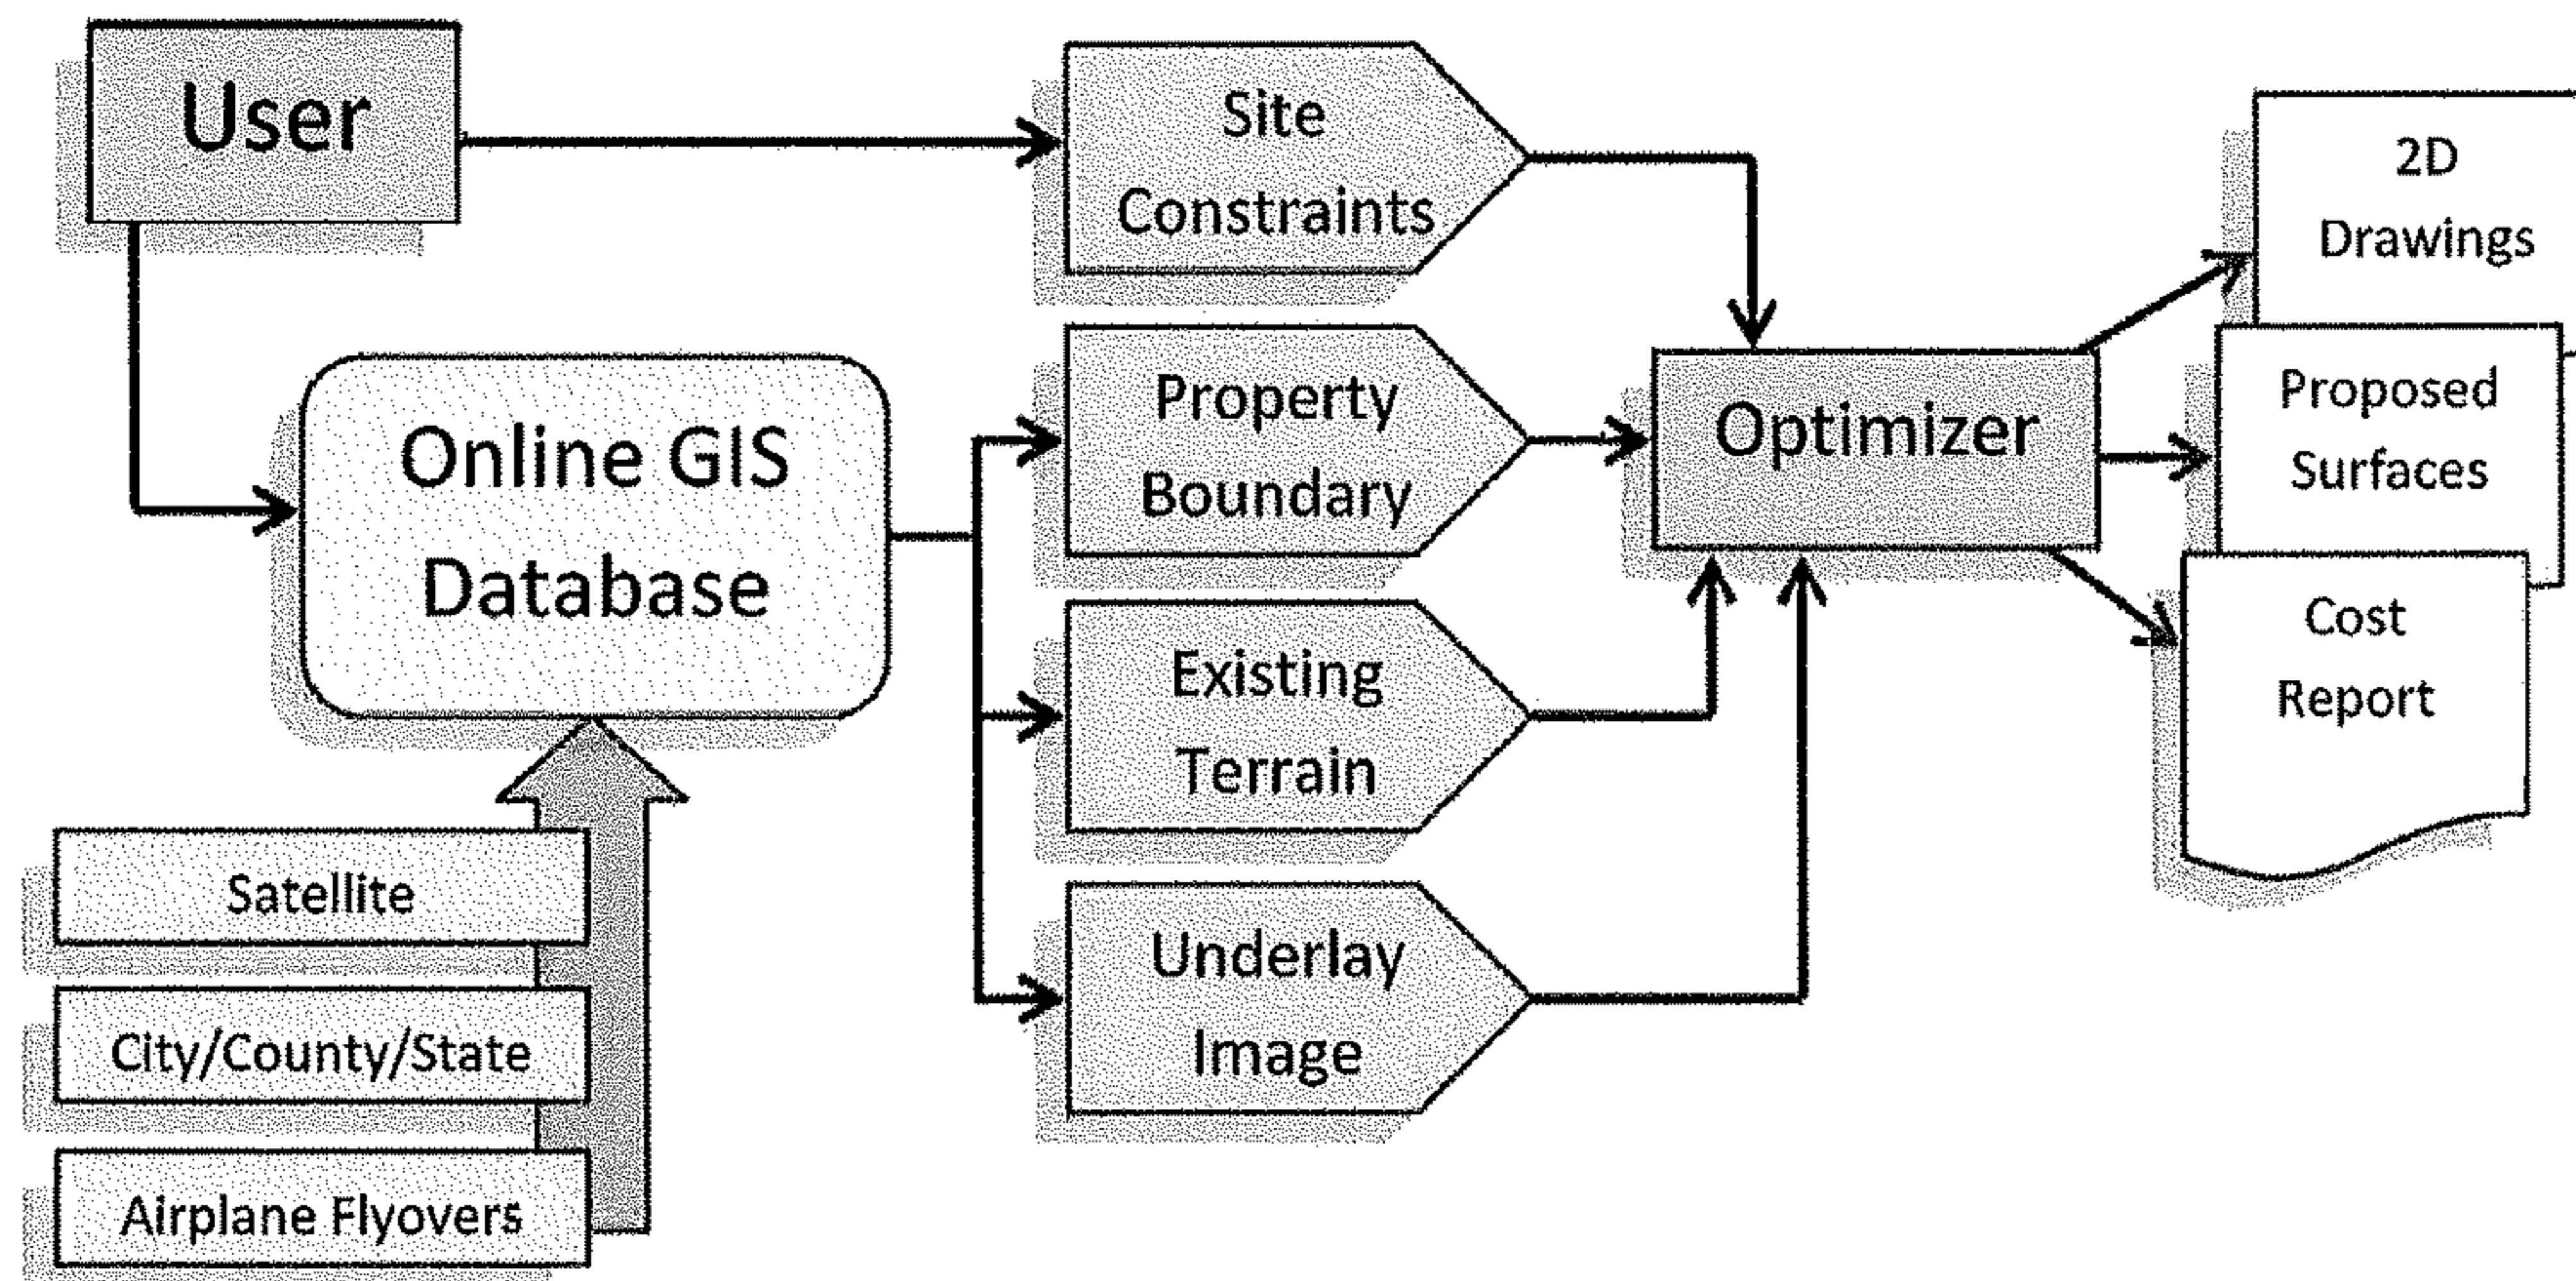 User
Site
Constraints
2D
Drawings
Property
Boundary
Optimizer
Proposed
Surfaces
Online GIS
Database
Existing
Terrain
Cost
Report
Satellite
Underlay
Image
City/County/State
Airplane Flyovers